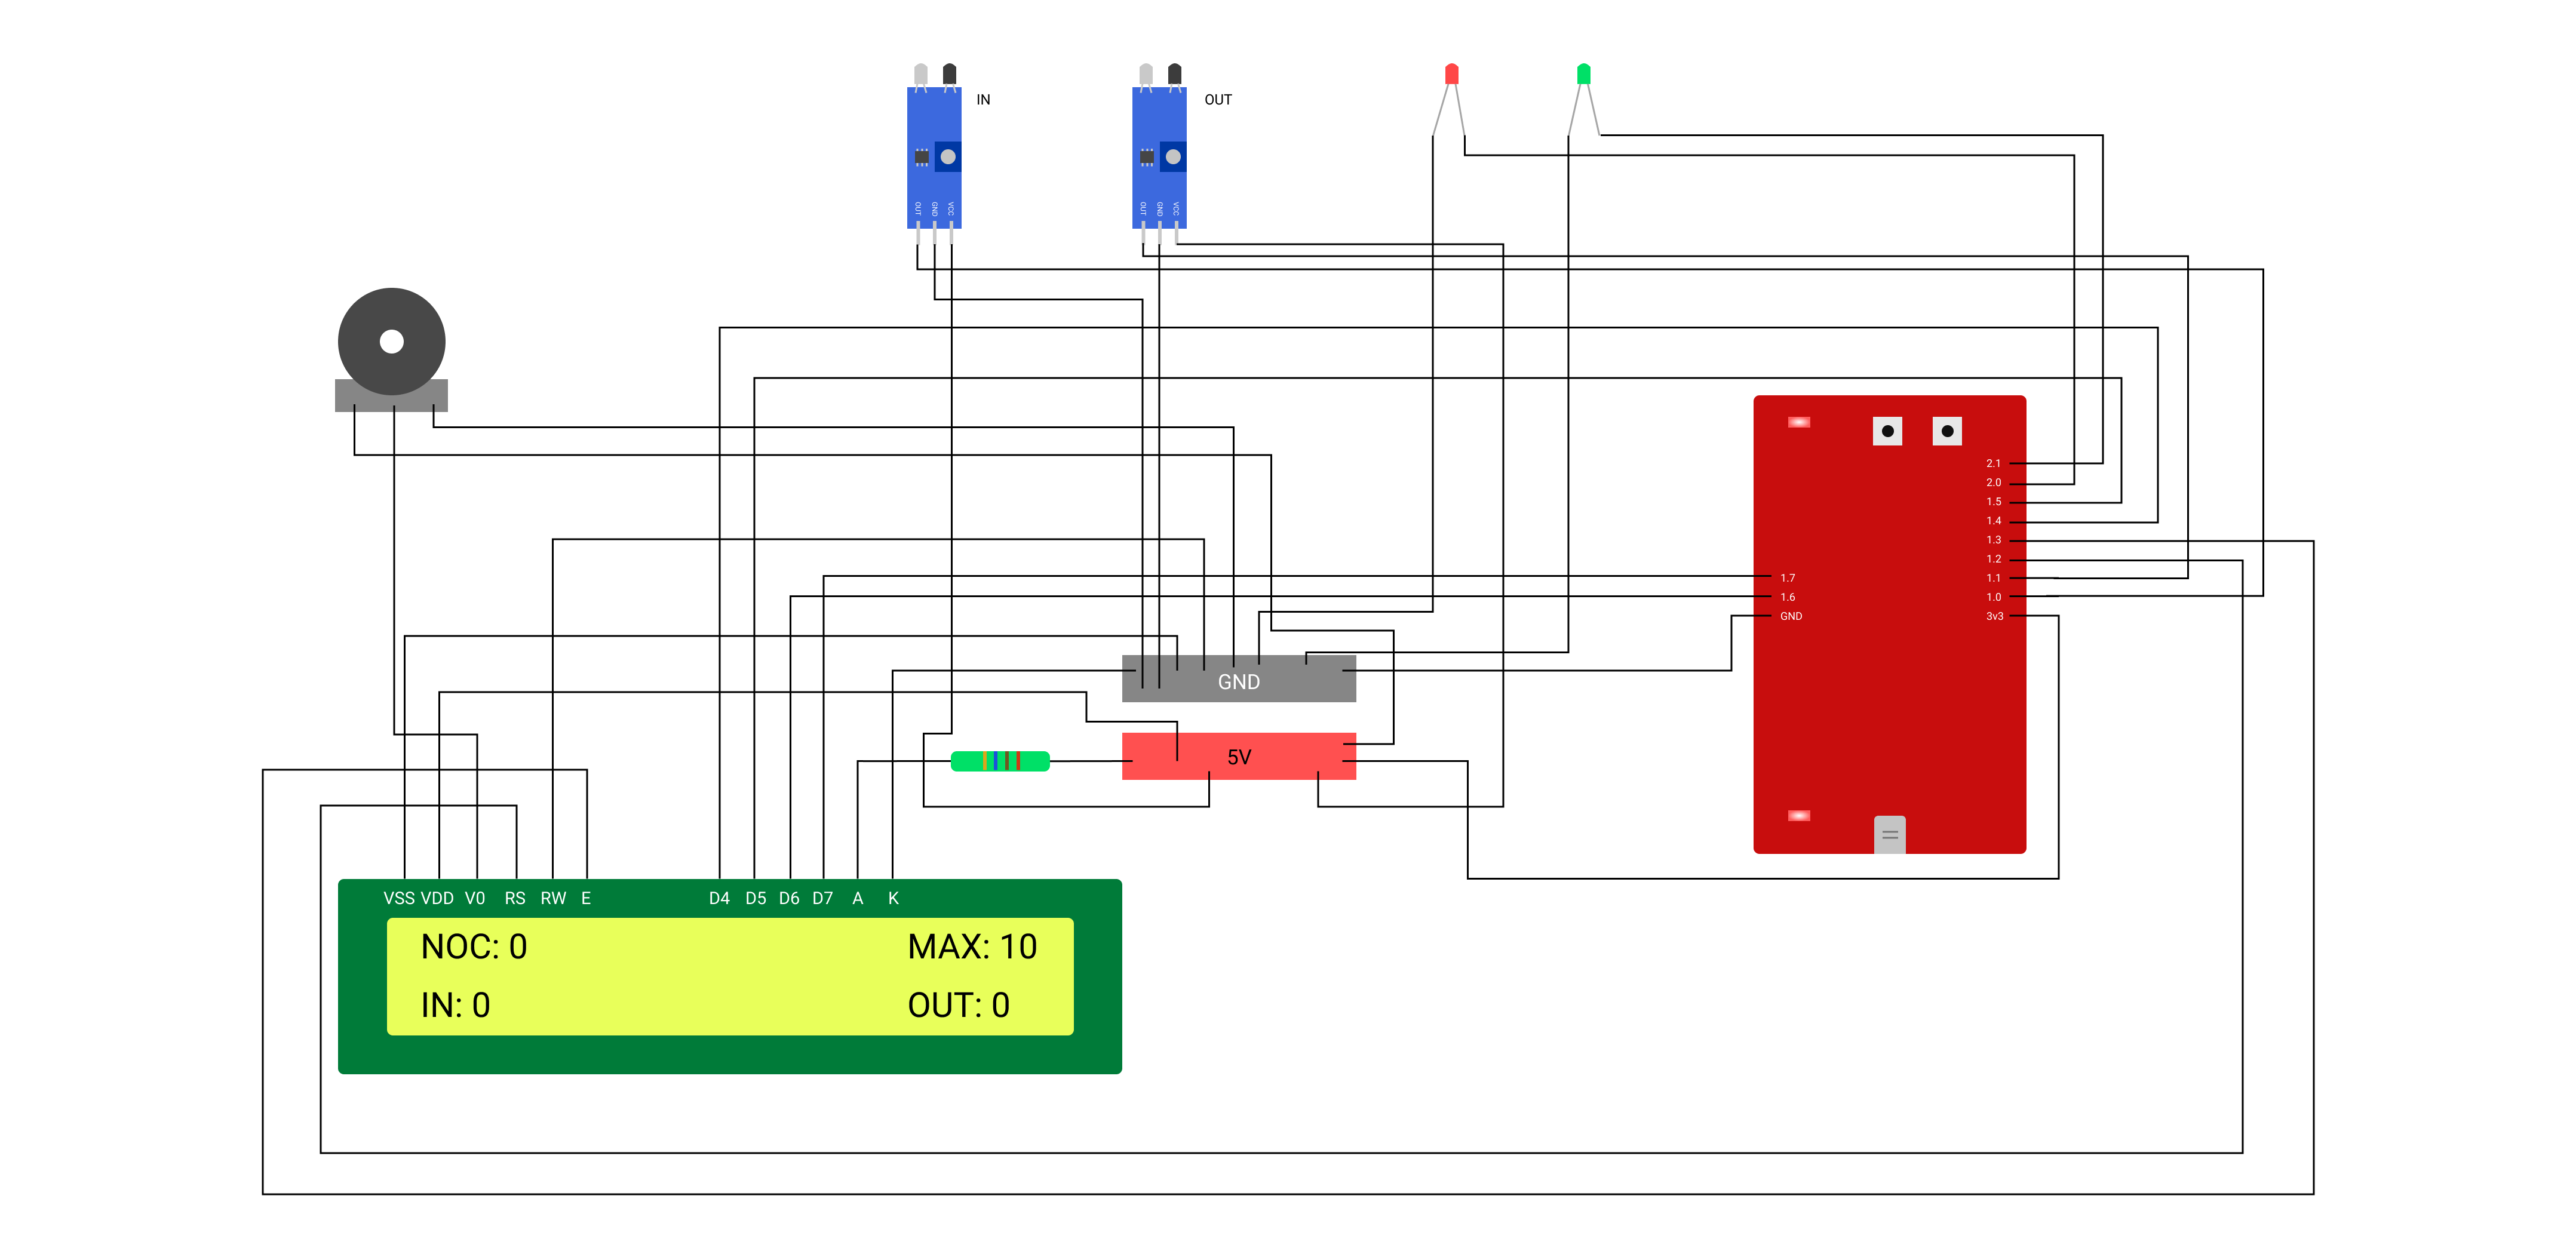 IN
OUT
OUT GND VCC
OUT GND VCC
2.1
2.0
1.5
1.4
1.3
1.2
1.1
1.0
3v3
1.7
1.6
GND
GND
5V
VSS VDD V0 RS RW E D4 D5 D6 D7 A K
NOC: 0 MAX: 10
IN: 0 OUT: 0